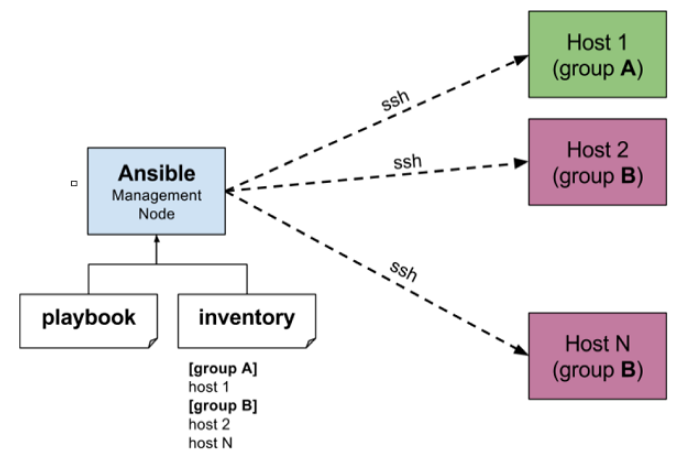 Host 1
(group A)
ssh
Host 2
(group B)
ssh
Ansible
Management
Node
ssh
playbook
inventory
Host N
(group B)
[group A]
host 1
[group B]
host 2
host N